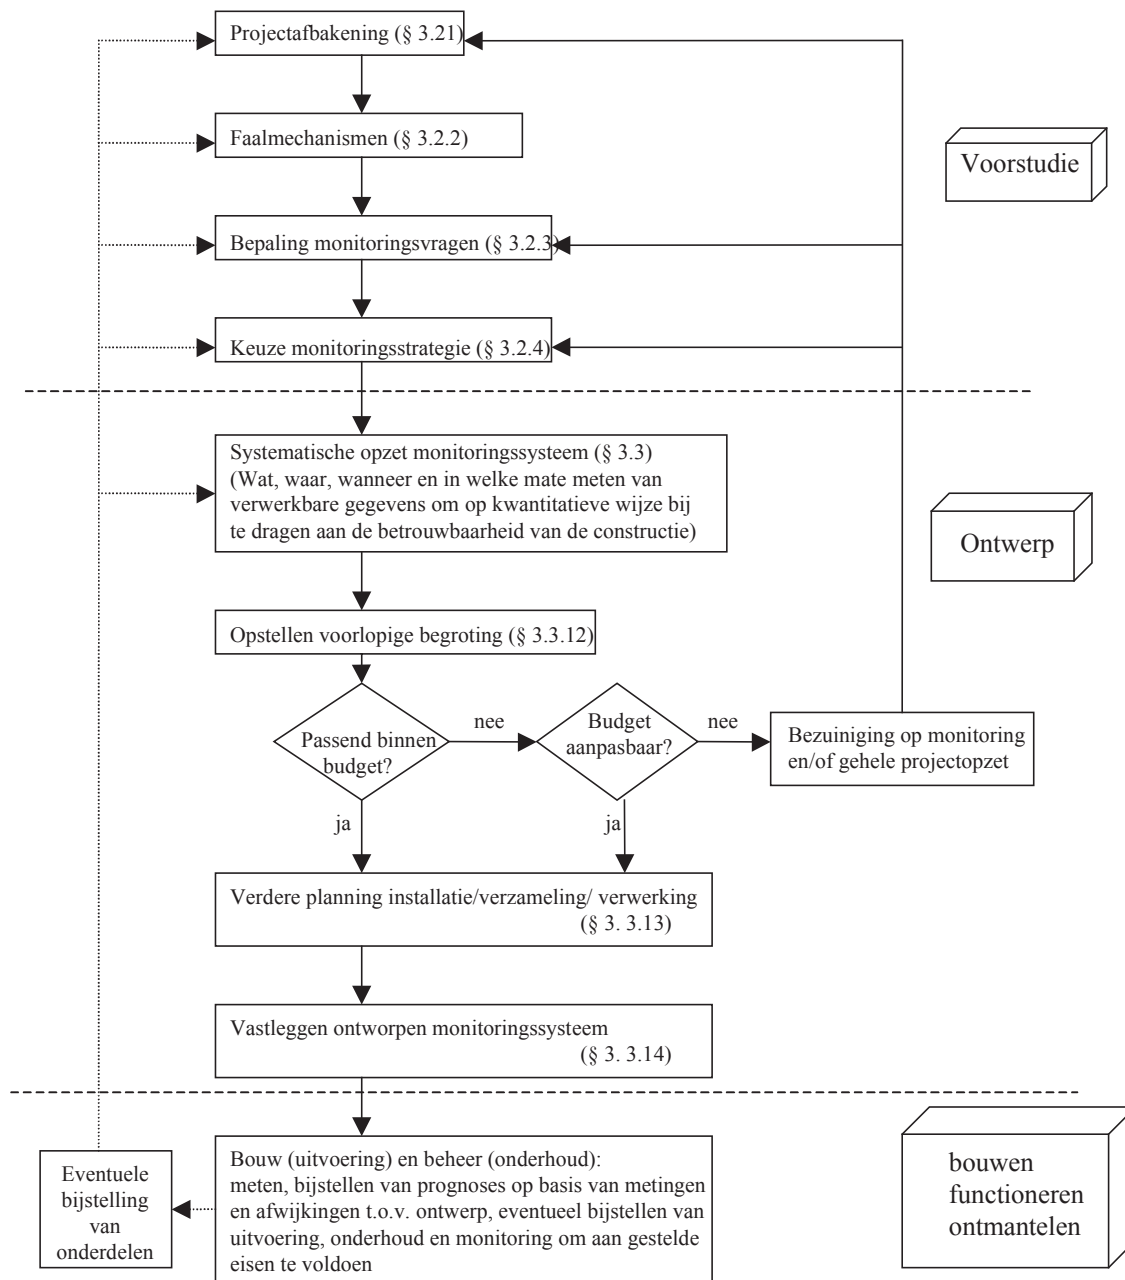 Projectafbakening (§ 3.21)
Faalmechanismen (§ 3.2.2)
Voorstudie
Bepaling monitoringsvragen (§ 3.2.3)
Keuze monitoringsstrategie (§ 3.2.4)
Systematische opzet monitoringssysteem (§ 3.3)
(Wat, waar, wanneer en in welke mate meten van
verwerkbare gegevens om op kwantitatieve wijze bij
te dragen aan de betrouwbaarheid van de constructie)
Ontwerp
Opstellen voorlopige begroting (§ 3.3.12)
Passend binnen
budget?
nee
Budget
aanpasbaar?
nee
Bezuiniging op monitoring
en/of gehele projectopzet
ja
ja
Verdere planning installatie/verzameling/ verwerking
(§ 3. 3.13)
Vastleggen ontworpen monitoringssysteem
(§ 3. 3.14)
Eventuele
bijstelling
van
onderdelen
Bouw (uitvoering) en beheer (onderhoud):
meten, bijstellen van prognoses op basis van metingen
en afwijkingen t.o.v. ontwerp, eventueel bijstellen van
uitvoering, onderhoud en monitoring om aan gestelde
eisen te voldoen
bouwen
functioneren
ontmantelen